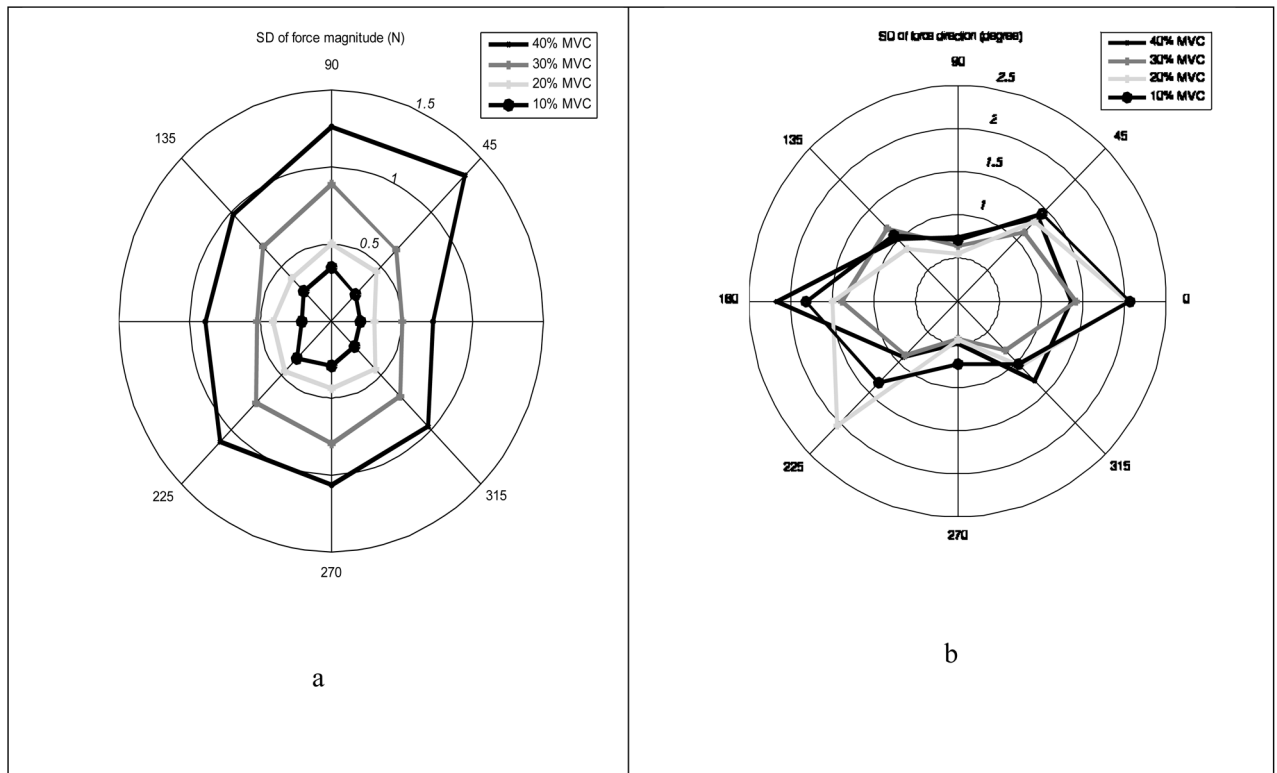 SD of force magnitude (N)
40% MVC
30% MVC
20% MVC
10% MVC
90
1.5
135
45
1
0.5
225
315
270
a
SD of force direction (degree)
40% MVC
30% MVC
20% MVC
10% MVC
90
2.5
2
135
45
1.5
1
180
0
225
315
270
b